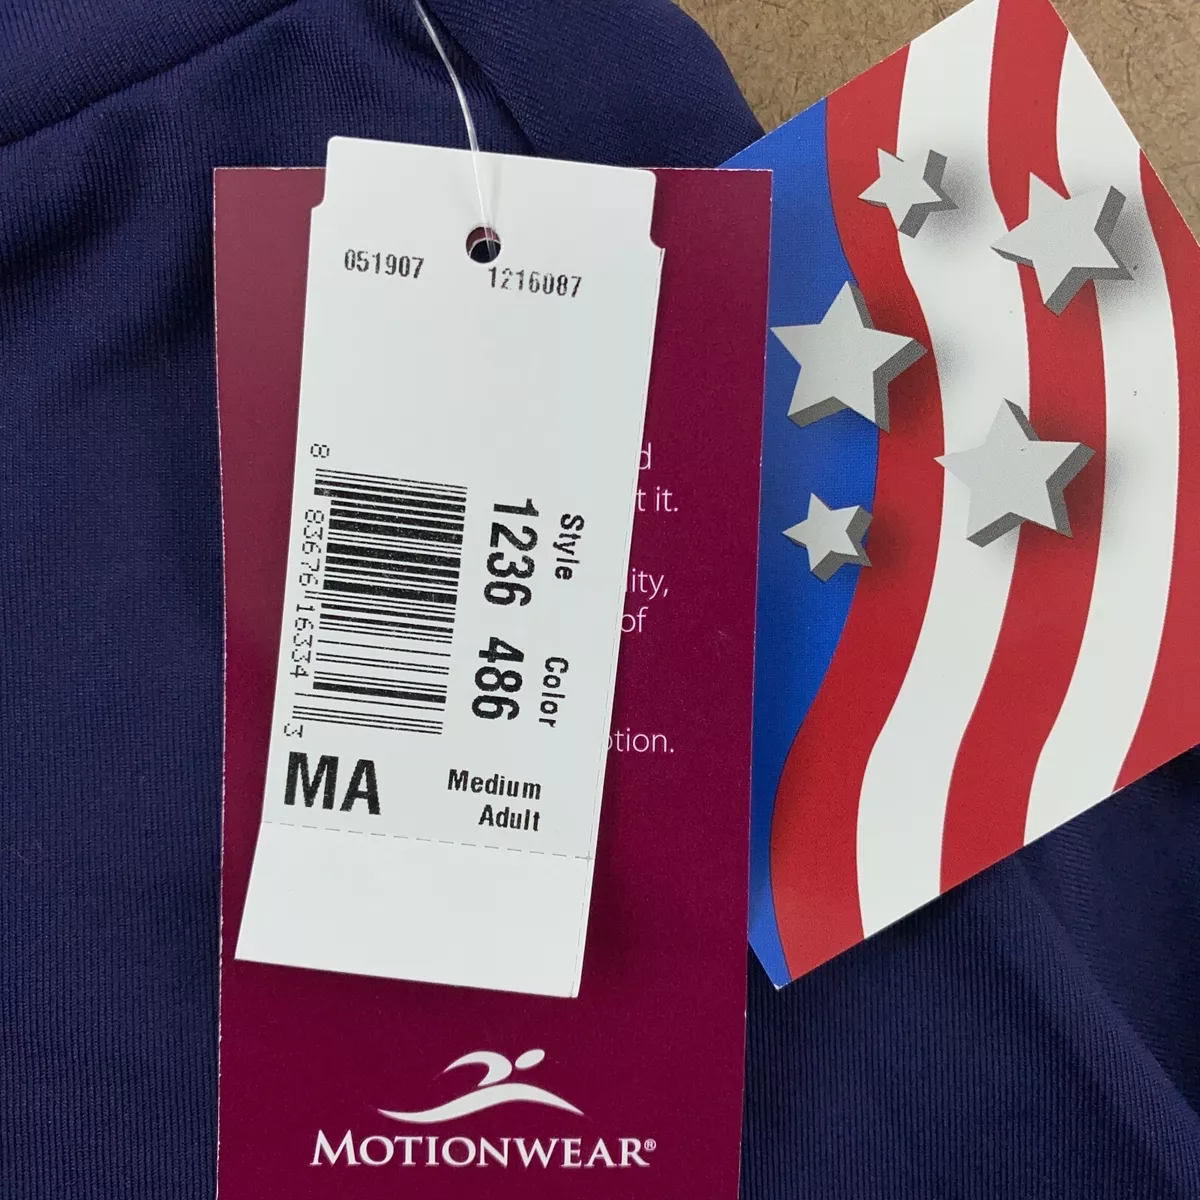 051907 1216087
Style Color
1236 486
8 83676 16334 3
MA Medium
Adult
d
t it.
ity,
of
otion.
MOTIONWEAR®